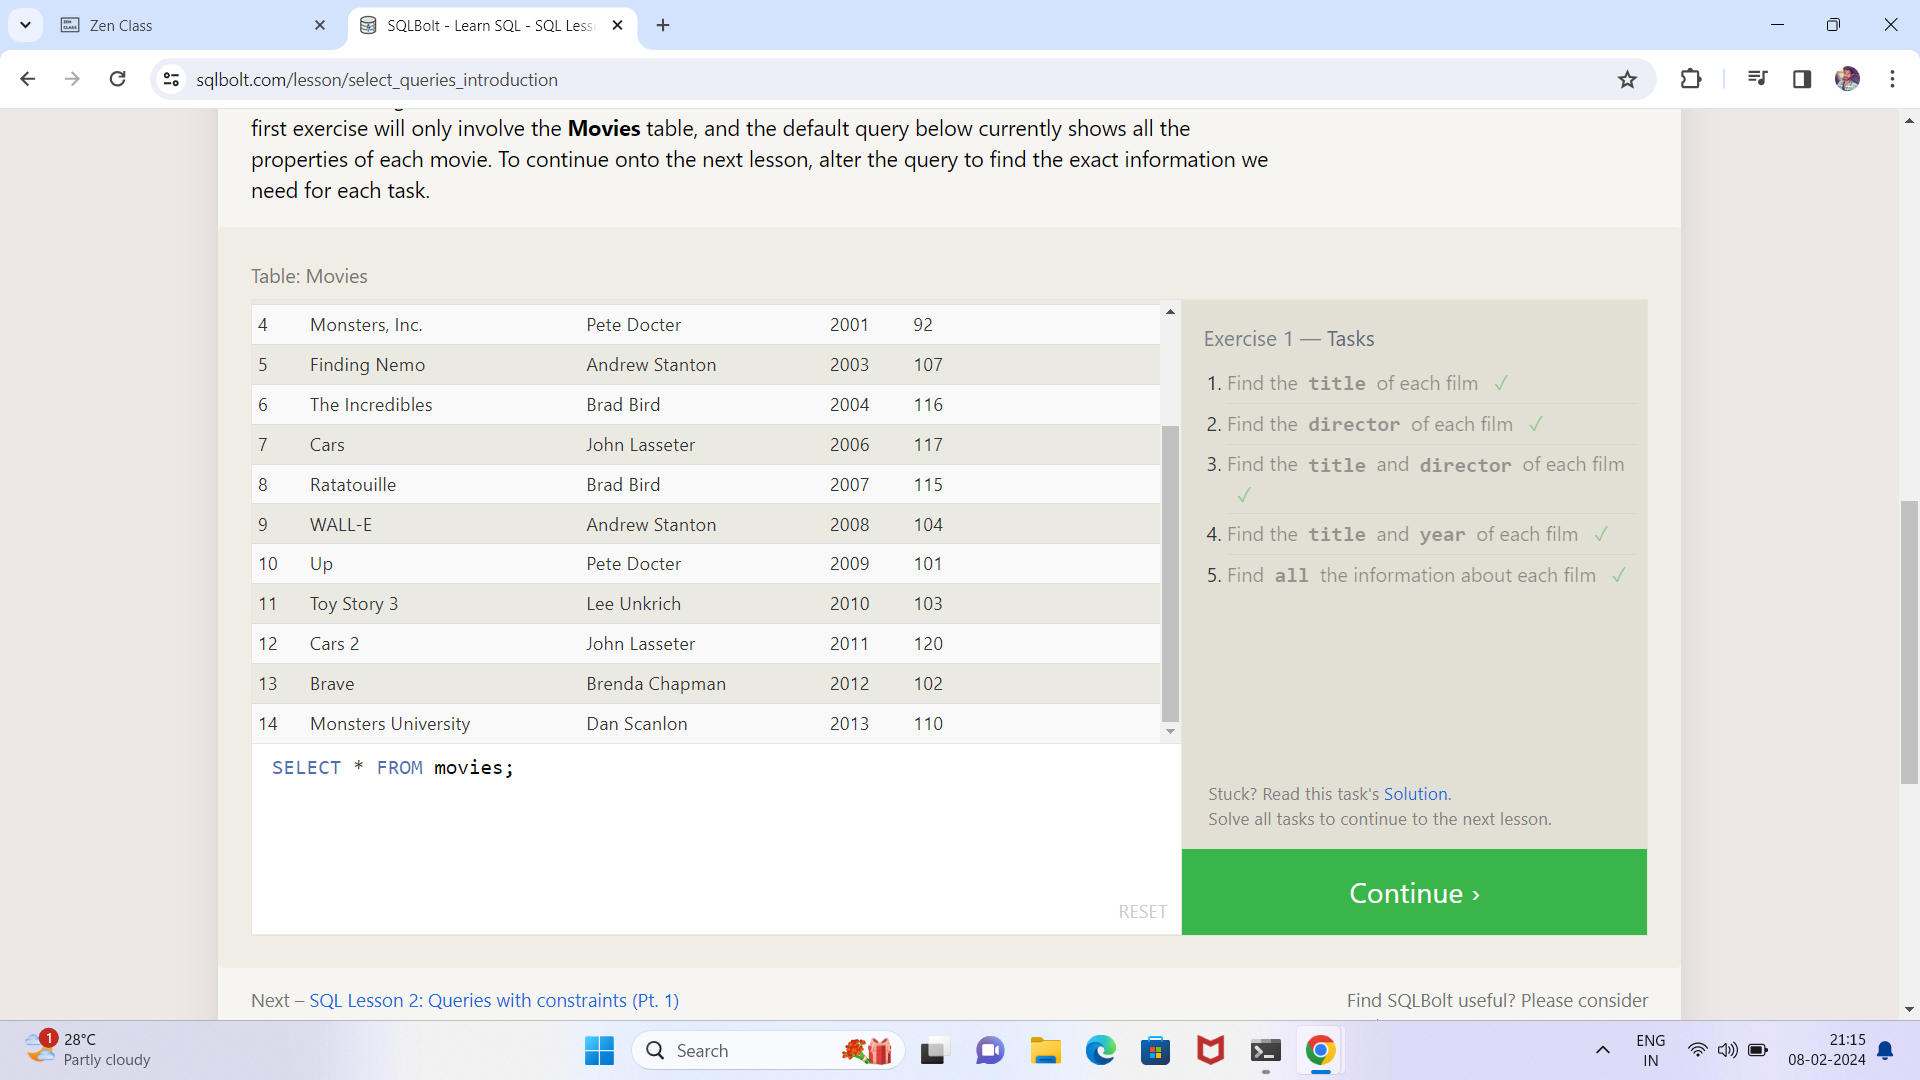 Zen Class
SQLBolt - Learn SQL - SQL Less
sqlbolt.com/lesson/select_queries_introduction
first exercise will only involve the Movies table, and the default query below currently shows all the
properties of each movie. To continue onto the next lesson, alter the query to find the exact information we
need for each task.
Table: Movies
4 Monsters, Inc. Pete Docter 2001 92
5 Finding Nemo Andrew Stanton 2003 107
6 The Incredibles Brad Bird 2004 116
7 Cars John Lasseter 2006 117
8 Ratatouille Brad Bird 2007 115
9 WALL-E Andrew Stanton 2008 104
10 Up Pete Docter 2009 101
11 Toy Story 3 Lee Unkrich 2010 103
12 Cars 2 John Lasseter 2011 120
13 Brave Brenda Chapman 2012 102
14 Monsters University Dan Scanlon 2013 110
SELECT * FROM movies;
RESET
Exercise 1 — Tasks
1. Find the title of each film ✓
2. Find the director of each film ✓
3. Find the title and director of each film
✓
4. Find the title and year of each film ✓
5. Find all the information about each film ✓
Stuck? Read this task's Solution.
Solve all tasks to continue to the next lesson.
Continue ›
Next – SQL Lesson 2: Queries with constraints (Pt. 1)
Find SQLBolt useful? Please consider
1
28°C
Partly cloudy
Search
ENG
IN
21:15
08-02-2024